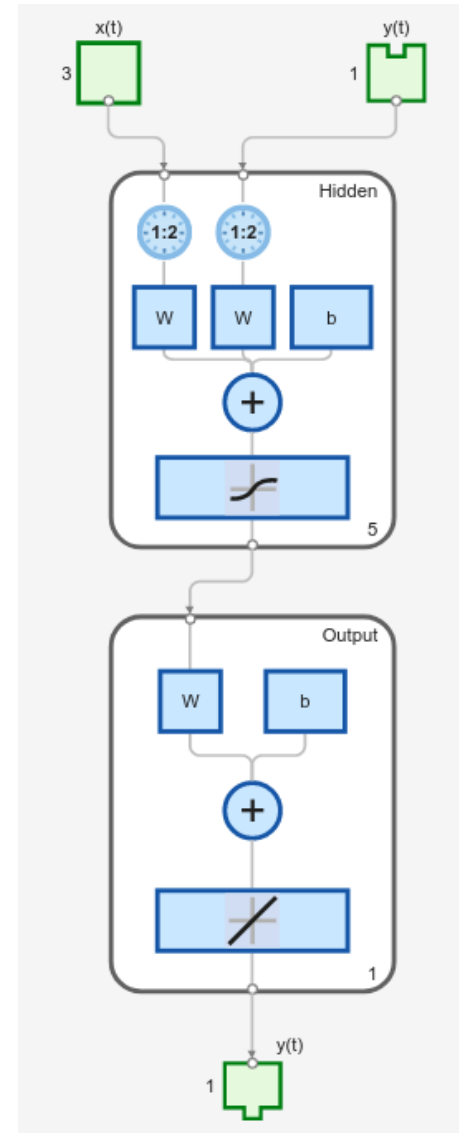 x(t) y(t)
3 1
Hidden
1:2 1:2
W W b
+
5
Output
W b
+
1
y(t)
1